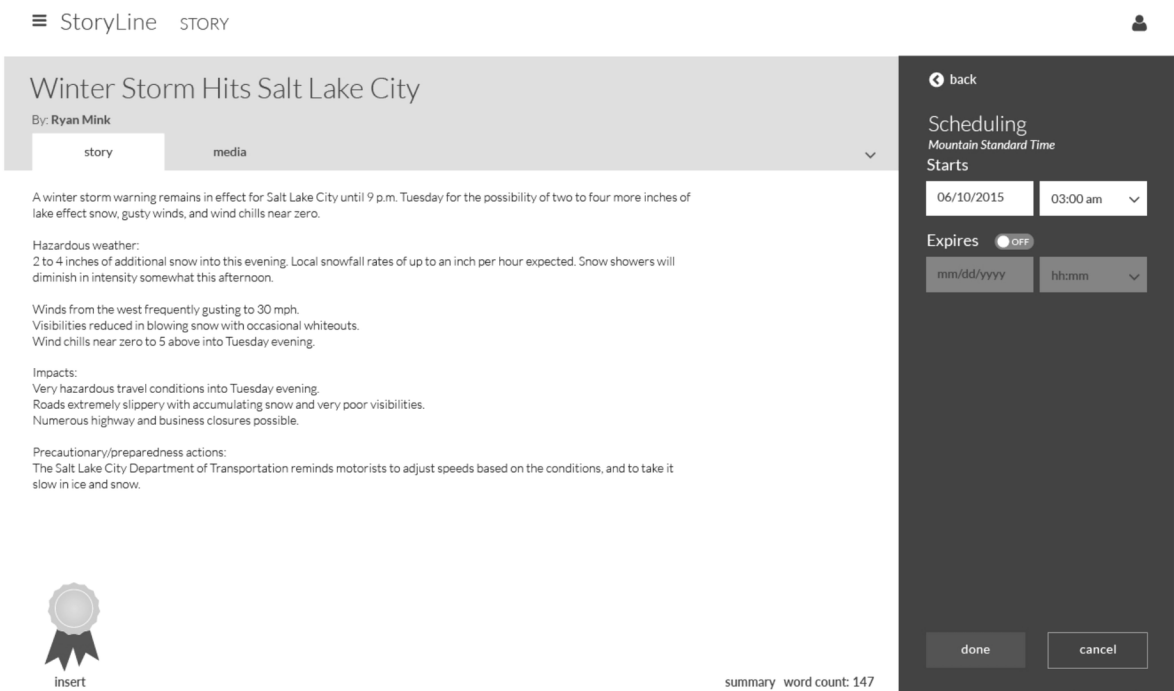 StoryLine STORY
Winter Storm Hits Salt Lake City
By: Ryan Mink
story media
A winter storm warning remains in effect for Salt Lake City until 9 p.m. Tuesday for the possibility of two to four more inches of
lake effect snow, gusty winds, and wind chills near zero.
Hazardous weather:
2 to 4 inches of additional snow into this evening. Local snowfall rates of up to an inch per hour expected. Snow showers will
diminish in intensity somewhat this afternoon.
Winds from the west frequently gusting to 30 mph.
Visibilities reduced in blowing snow with occasional whiteouts.
Wind chills near zero to 5 above into Tuesday evening.
Impacts:
Very hazardous travel conditions into Tuesday evening.
Roads extremely slippery with accumulating snow and very poor visibilities.
Numerous highway and business closures possible.
Precautionary/preparedness actions:
The Salt Lake City Department of Transportation reminds motorists to adjust speeds based on the conditions, and to take it
slow in ice and snow.
insert
summary word count: 147
back
Scheduling
Mountain Standard Time
Starts
06/10/2015 03:00 am
Expires OFF
mm/dd/yyyy hh:mm
done cancel